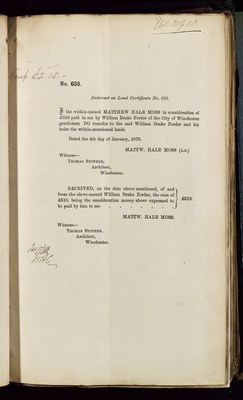 No. 635.
Endorsed on Land Certificate No. 635.
I the within-named MATTHEW HALE MOSS in consideration of
£510 paid to me by William Drake Forder of the City of Winchester
gentleman DO transfer to the said William Drake Forder and his
heirs the within-mentioned lands
Dated the 4th day of January, 1870.
MATTW. HALE MOSS (L.S.)
Witness—
THOMAS STOPHER,
Architect,
Winchester.
RECEIVED, on the date above mentioned, of and
from the above-named William Drake Forder, the sum of
£510, being the consideration money above expressed to
be paid by him to me
£510.
MATTW. HALE MOSS.
Witness—
THOMAS STOPHER,
Architect,
Winchester.